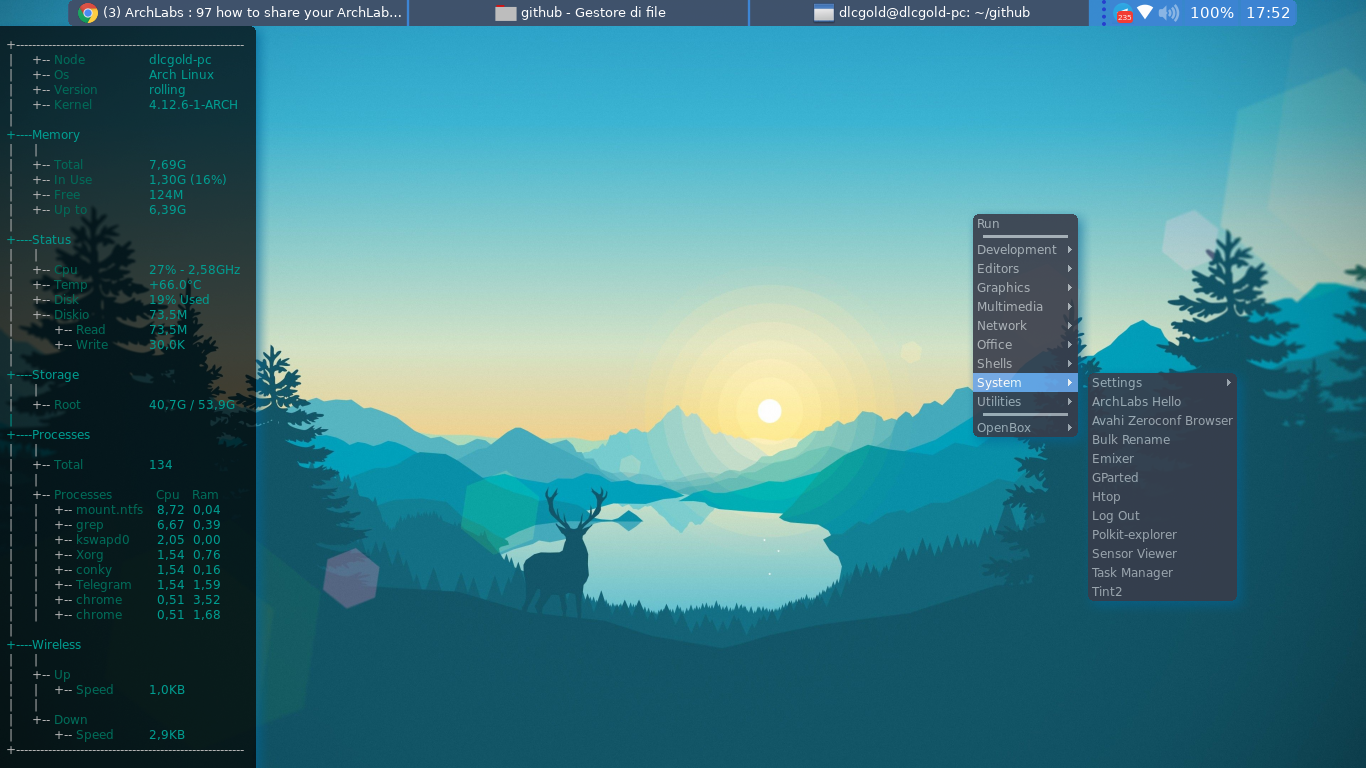 (3) ArchLabs : 97 how to share your ArchLab...
github - Gestore di file
dlcgold@dlcgold-pc: ~/github
235
100%
17:52
+-- Node dlcgold-pc
+-- Os Arch Linux
+-- Version rolling
+-- Kernel 4.12.6-1-ARCH
+----Memory
+-- Total 7,69G
+-- In Use 1,30G (16%)
+-- Free 124M
+-- Up to 6,39G
+----Status
+-- Cpu 27% - 2,58GHz
+-- Temp +66.0°C
+-- Disk 19% Used
+-- Diskio 73,5M
+-- Read 73,5M
+-- Write 30,0K
+----Storage
+-- Root 40,7G / 53,9G
+----Processes
+-- Total 134
+-- Processes Cpu Ram
+-- mount.ntfs 8,72 0,04
+-- grep 6,67 0,39
+-- kswapd0 2,05 0,00
+-- Xorg 1,54 0,76
+-- conky 1,54 0,16
+-- Telegram 1,54 1,59
+-- chrome 0,51 3,52
+-- chrome 0,51 1,68
+----Wireless
+-- Up
+-- Speed 1,0KB
+-- Down
+-- Speed 2,9KB
Run
Development
Editors
Graphics
Multimedia
Network
Office
Shells
System
Utilities
OpenBox
Settings
ArchLabs Hello
Avahi Zeroconf Browser
Bulk Rename
Emixer
GParted
Htop
Log Out
Polkit-explorer
Sensor Viewer
Task Manager
Tint2